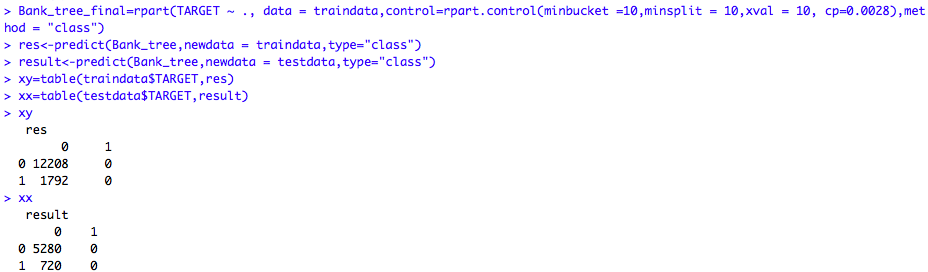 > Bank_tree_final=rpart(TARGET ~ ., data = traindata,control=rpart.control(minbucket =10,minsplit = 10,xval = 10, cp=0.0028),met
hod = "class")
> res<-predict(Bank_tree,newdata = traindata,type="class")
> result<-predict(Bank_tree,newdata = testdata,type="class")
> xy=table(traindata$TARGET,res)
> xx=table(testdata$TARGET,result)
> xy
   res
        0     1
  0 12208     0
  1  1792     0
> xx
   result
       0    1
  0 5280    0
  1  720    0